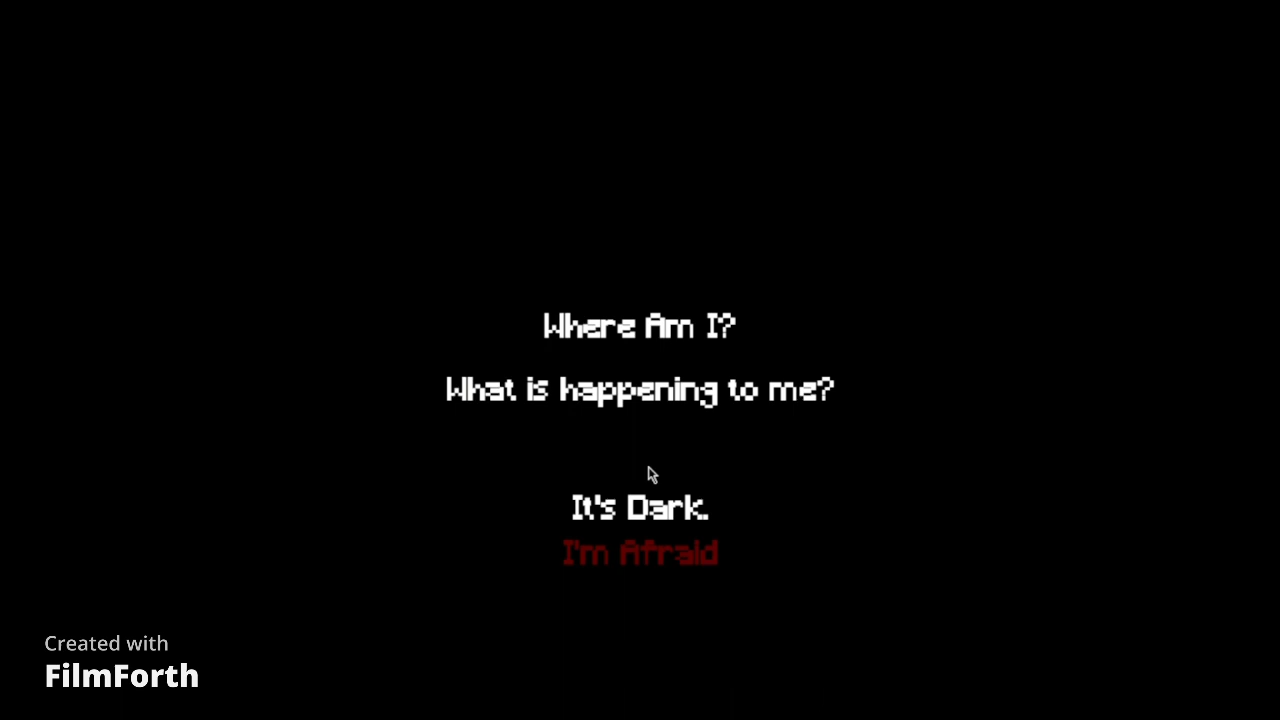 Where Am I?
What is happening to me?
It's Dark.
I'm Afraid
Created with
FilmForth